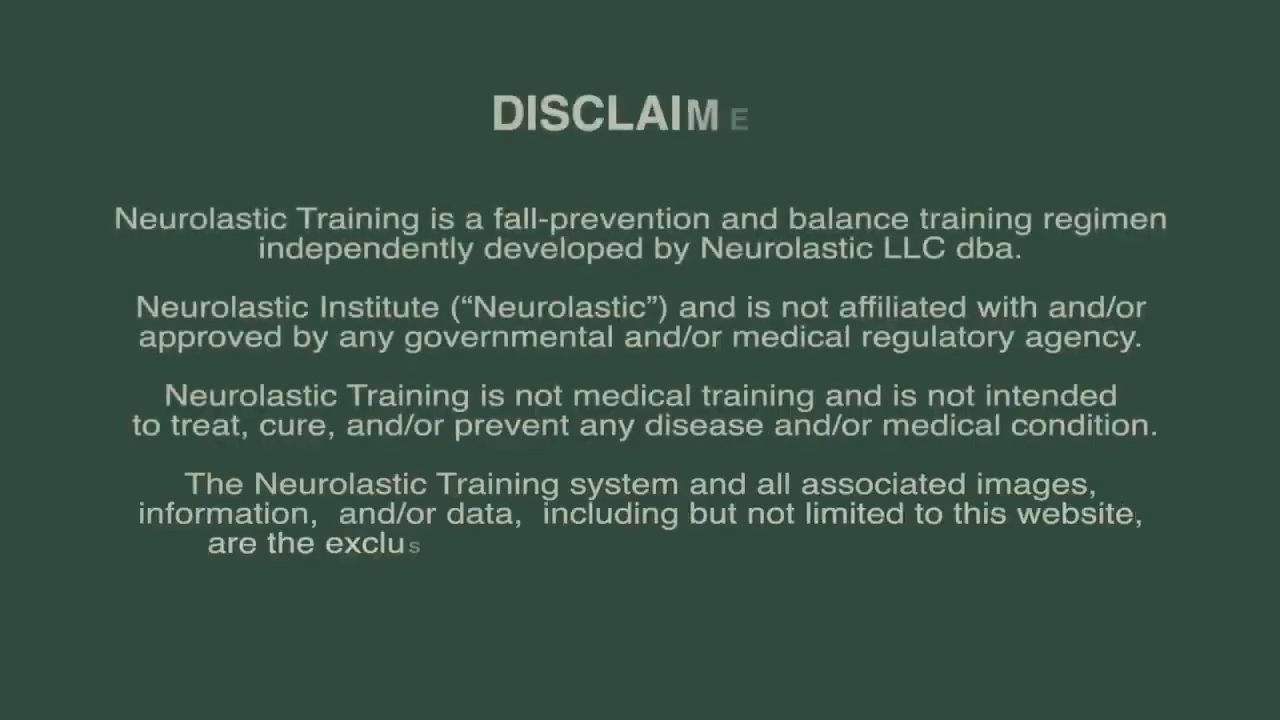 DISCLAIME
Neurolastic Training is a fall-prevention and balance training regimen
independently developed by Neurolastic LLC dba.
Neurolastic Institute (“Neurolastic”) and is not affiliated with and/or
approved by any governmental and/or medical regulatory agency.
Neurolastic Training is not medical training and is not intended
to treat, cure, and/or prevent any disease and/or medical condition.
The Neurolastic Training system and all associated images,
information, and/or data, including but not limited to this website,
are the exclus